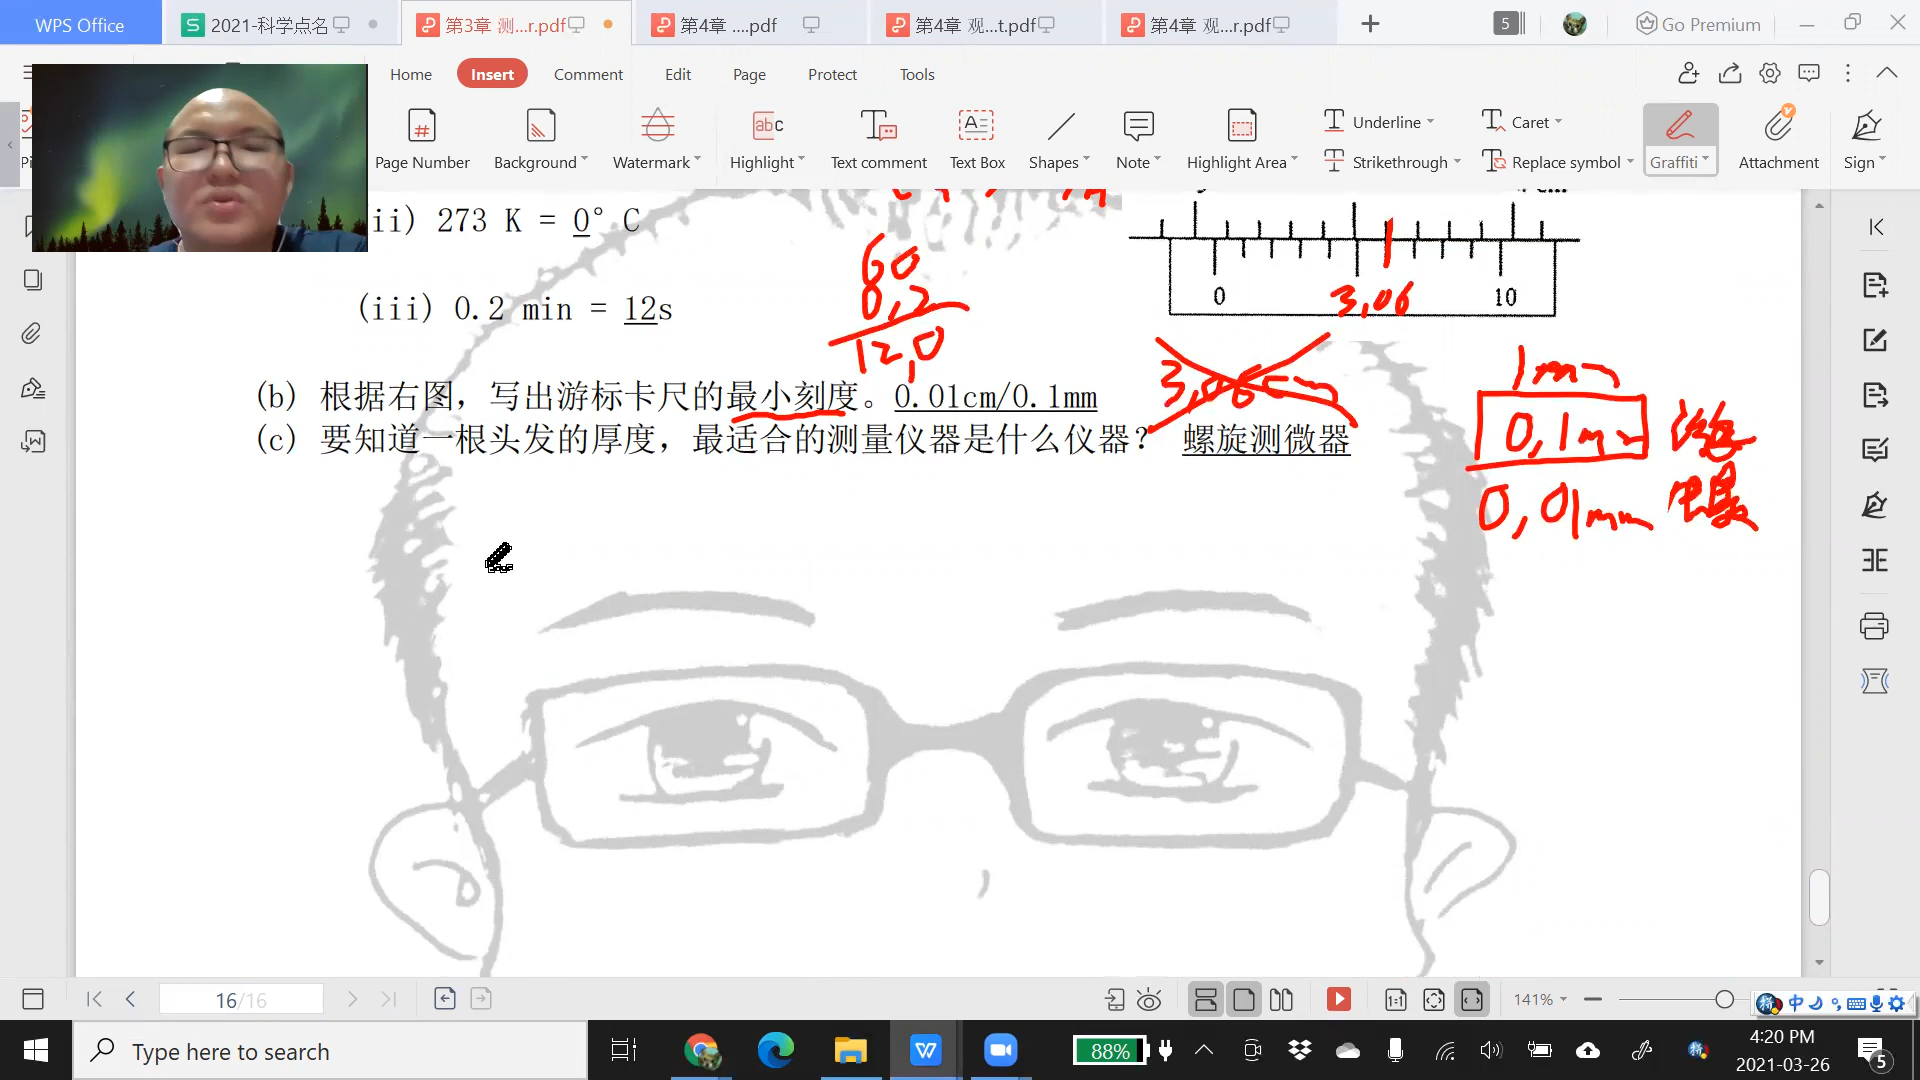 WPS Office
2021-科学点名
第3章 测...r.pdf
第4章 ....pdf
第4章 观...t.pdf
第4章 观...r.pdf
5
Go Premium
Home
Insert
Comment
Edit
Page
Protect
Tools
Underline
Caret
Page Number
Background
Watermark
Highlight
Text comment
Text Box
Shapes
Note
Highlight Area
Strikethrough
Replace symbol
Graffiti
Attachment
Sign
ii) 273 K = 0° C
60
0.2
12.0
(iii) 0.2 min = 12s
0
3.06
10
(b) 根据右图，写出游标卡尺的最小刻度。0.01cm/0.1mm
3.06cm
1mm
0.1mm
0.01mm
(c) 要知道一根头发的厚度，最适合的测量仪器是什么仪器？ 螺旋测微器
16/16
141%
中
Type here to search
88%
4:20 PM
2021-03-26
5